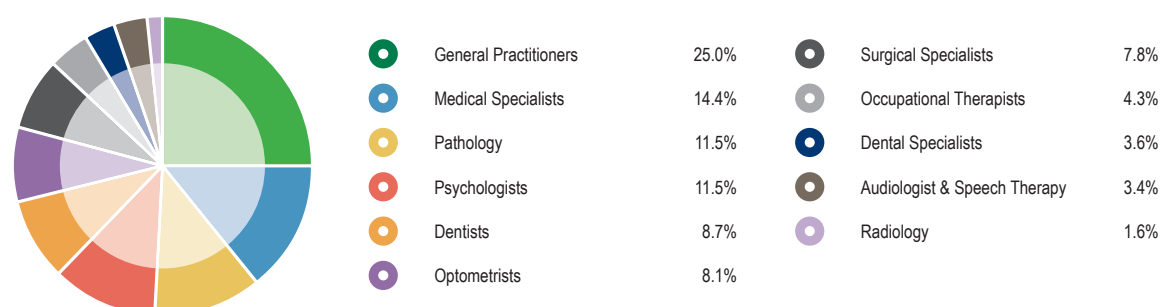 General Practitioners 25.0%
Medical Specialists 14.4%
Pathology 11.5%
Psychologists 11.5%
Dentists 8.7%
Optometrists 8.1%
Surgical Specialists 7.8%
Occupational Therapists 4.3%
Dental Specialists 3.6%
Audiologist & Speech Therapy 3.4%
Radiology 1.6%